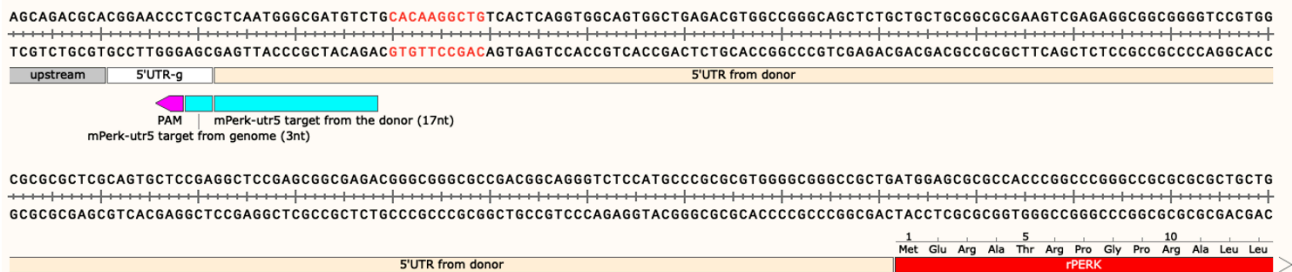 AGCAGACGCACGGAACCCTCGCTCAATGGGCGATGTCTGCACAAGGCTGTCACTCAGGTGGCAGTGGCTGAGACGTGGCCGGGCAGCTCTGCTGCTGCGGCGCGAAGTCGAGAGGCGGCGGGGTCCGTGG
TCGTCTGCGTGCCTTGGGAGCGAGTTACCCGCTACAGACGTGTTCCGACAGTGAGTCCACCGTCACCGACTCTGCACCGGCCCGTCGAGACGACGACGCCGCGCTTCAGCTCTCCGCCGCCCCAGGCACC
upstream 5'UTR-g 5'UTR from donor
PAM mPerk-utr5 target from the donor (17nt)
mPerk-utr5 target from genome (3nt)
CGCGCGCTCGCAGTGCTCCGAGGCTCCGAGCGGCGAGACGGGCGGGCGCCGACGGCAGGGTCTCCATGCCCGCGCGTGGGGCGGGCCGCTGATGGAGCGCGCCACCCGGCCCGGGCCGCGCGCGCTGCTG
GCGCGCGAGCGTCACGAGGCTCCGAGGCTCGCCGCTCTGCCCGCCCGCGGCTGCCGTCCCAGAGGTACGGGCGCGCACCCCGCCCGGCGACTACCTCGCGCGGTGGGCCGGGCCCGGCGCGCGCGACGAC
1 5 10
Met Glu Arg Ala Thr Arg Pro Gly Pro Arg Ala Leu Leu
5'UTR from donor rPERK